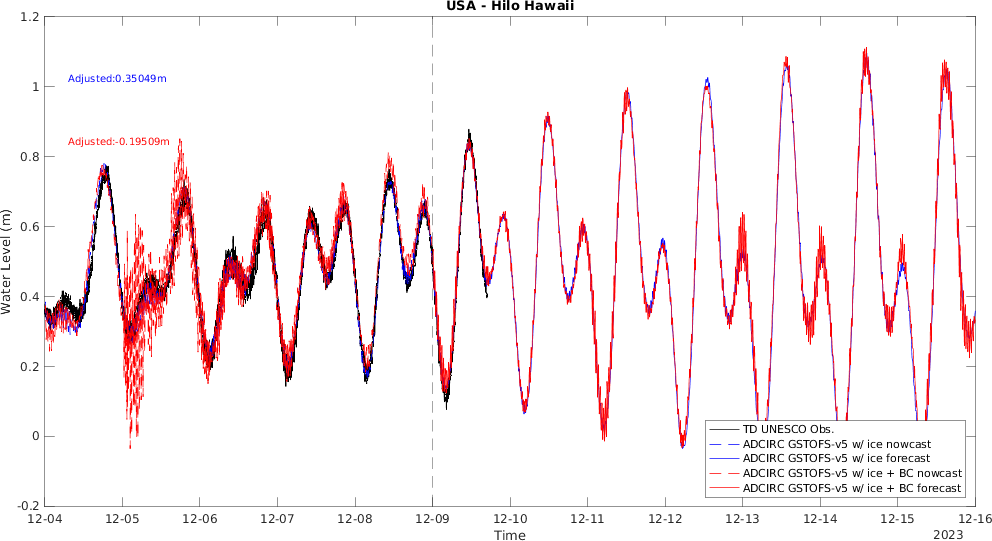 USA - Hilo Hawaii
1.2
1
0.8
0.6
0.4
0.2
0
-0.2
Water Level (m)
Adjusted:0.35049m
Adjusted:-0.19509m
TD UNESCO Obs.
ADCIRC GSTOFS-v5 w/ ice nowcast
ADCIRC GSTOFS-v5 w/ ice forecast
ADCIRC GSTOFS-v5 w/ ice + BC nowcast
ADCIRC GSTOFS-v5 w/ ice + BC forecast
12-04 12-05 12-06 12-07 12-08 12-09 12-10 12-11 12-12 12-13 12-14 12-15 12-16
Time
2023